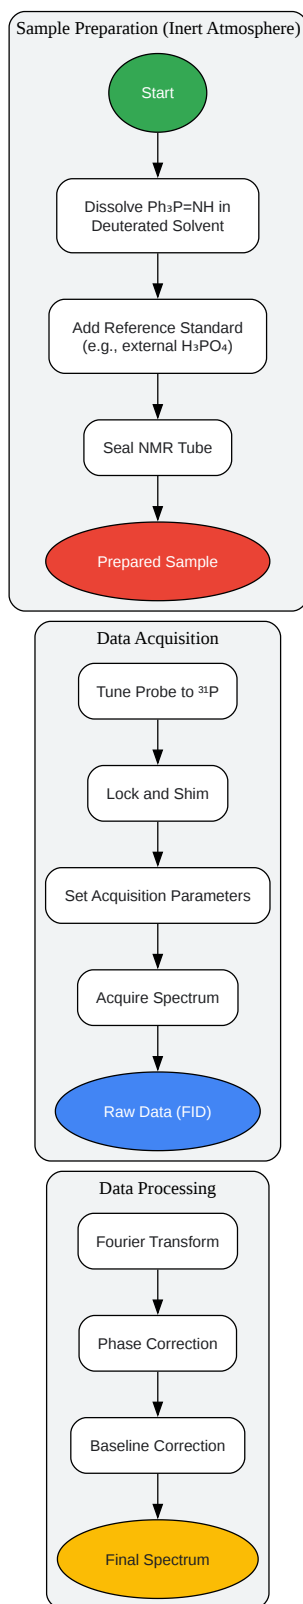 Sample Preparation (Inert Atmosphere)
Start
Dissolve Ph₃P=NH in
Deuterated Solvent
Add Reference Standard
(e.g., external H₃PO₄)
Seal NMR Tube
Prepared Sample
Data Acquisition
Tune Probe to ³¹P
Lock and Shim
Set Acquisition Parameters
Acquire Spectrum
Raw Data (FID)
Data Processing
Fourier Transform
Phase Correction
Baseline Correction
Final Spectrum